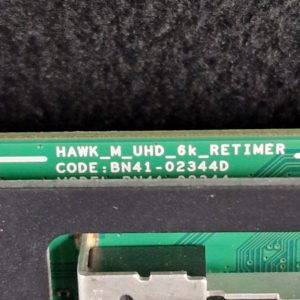 HAWK_M_UHD_6k_RETIMER
CODE:BN41-02344D